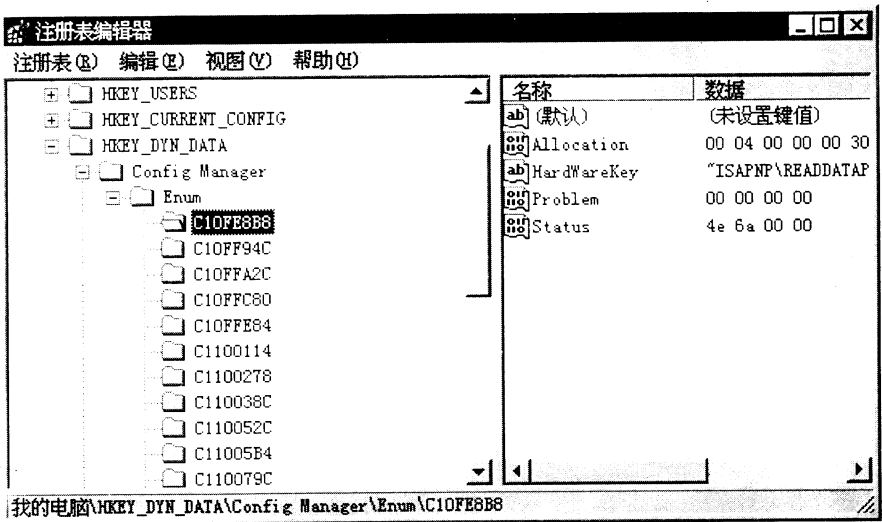 注册表编辑器
注册表(R) 编辑(E) 视图(V) 帮助(H)
HKEY_USERS
HKEY_CURRENT_CONFIG
HKEY_DYN_DATA
Config Manager
Enum
C10FE8B8
C10FF94C
C10FFA2C
C10FFC80
C10FFE84
C1100114
C1100278
C110038C
C110052C
C11005B4
C110079C
名称 数据
(默认) (未设置键值)
Allocation 00 04 00 00 00 30
HardWareKey "ISAPNP\READDATAP
Problem 00 00 00 00
Status 4e 6a 00 00
我的电脑\HKEY_DYN_DATA\Config Manager\Enum\C10FE8B8